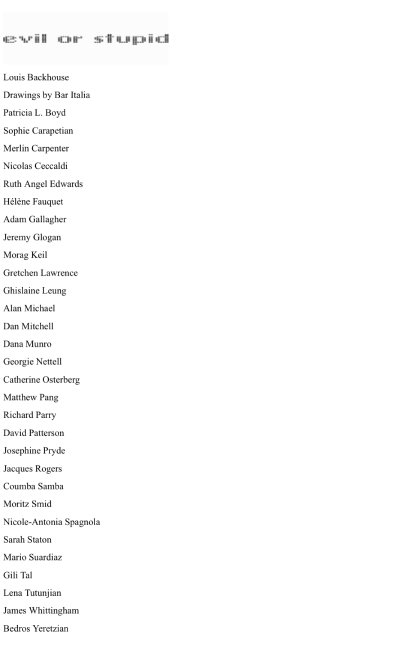 evil or stupid
Louis Backhouse
Drawings by Bar Italia
Patricia L. Boyd
Sophie Carapetian
Merlin Carpenter
Nicolas Ceccaldi
Ruth Angel Edwards
Hélène Fauquet
Adam Gallagher
Jeremy Glogan
Morag Keil
Gretchen Lawrence
Ghislaine Leung
Alan Michael
Dan Mitchell
Dana Munro
Georgie Nettell
Catherine Osterberg
Matthew Pang
Richard Parry
David Patterson
Josephine Pryde
Jacques Rogers
Coumba Samba
Moritz Smid
Nicole-Antonia Spagnola
Sarah Staton
Mario Suardiaz
Gili Tal
Lena Tutunjian
James Whittingham
Bedros Yeretzian